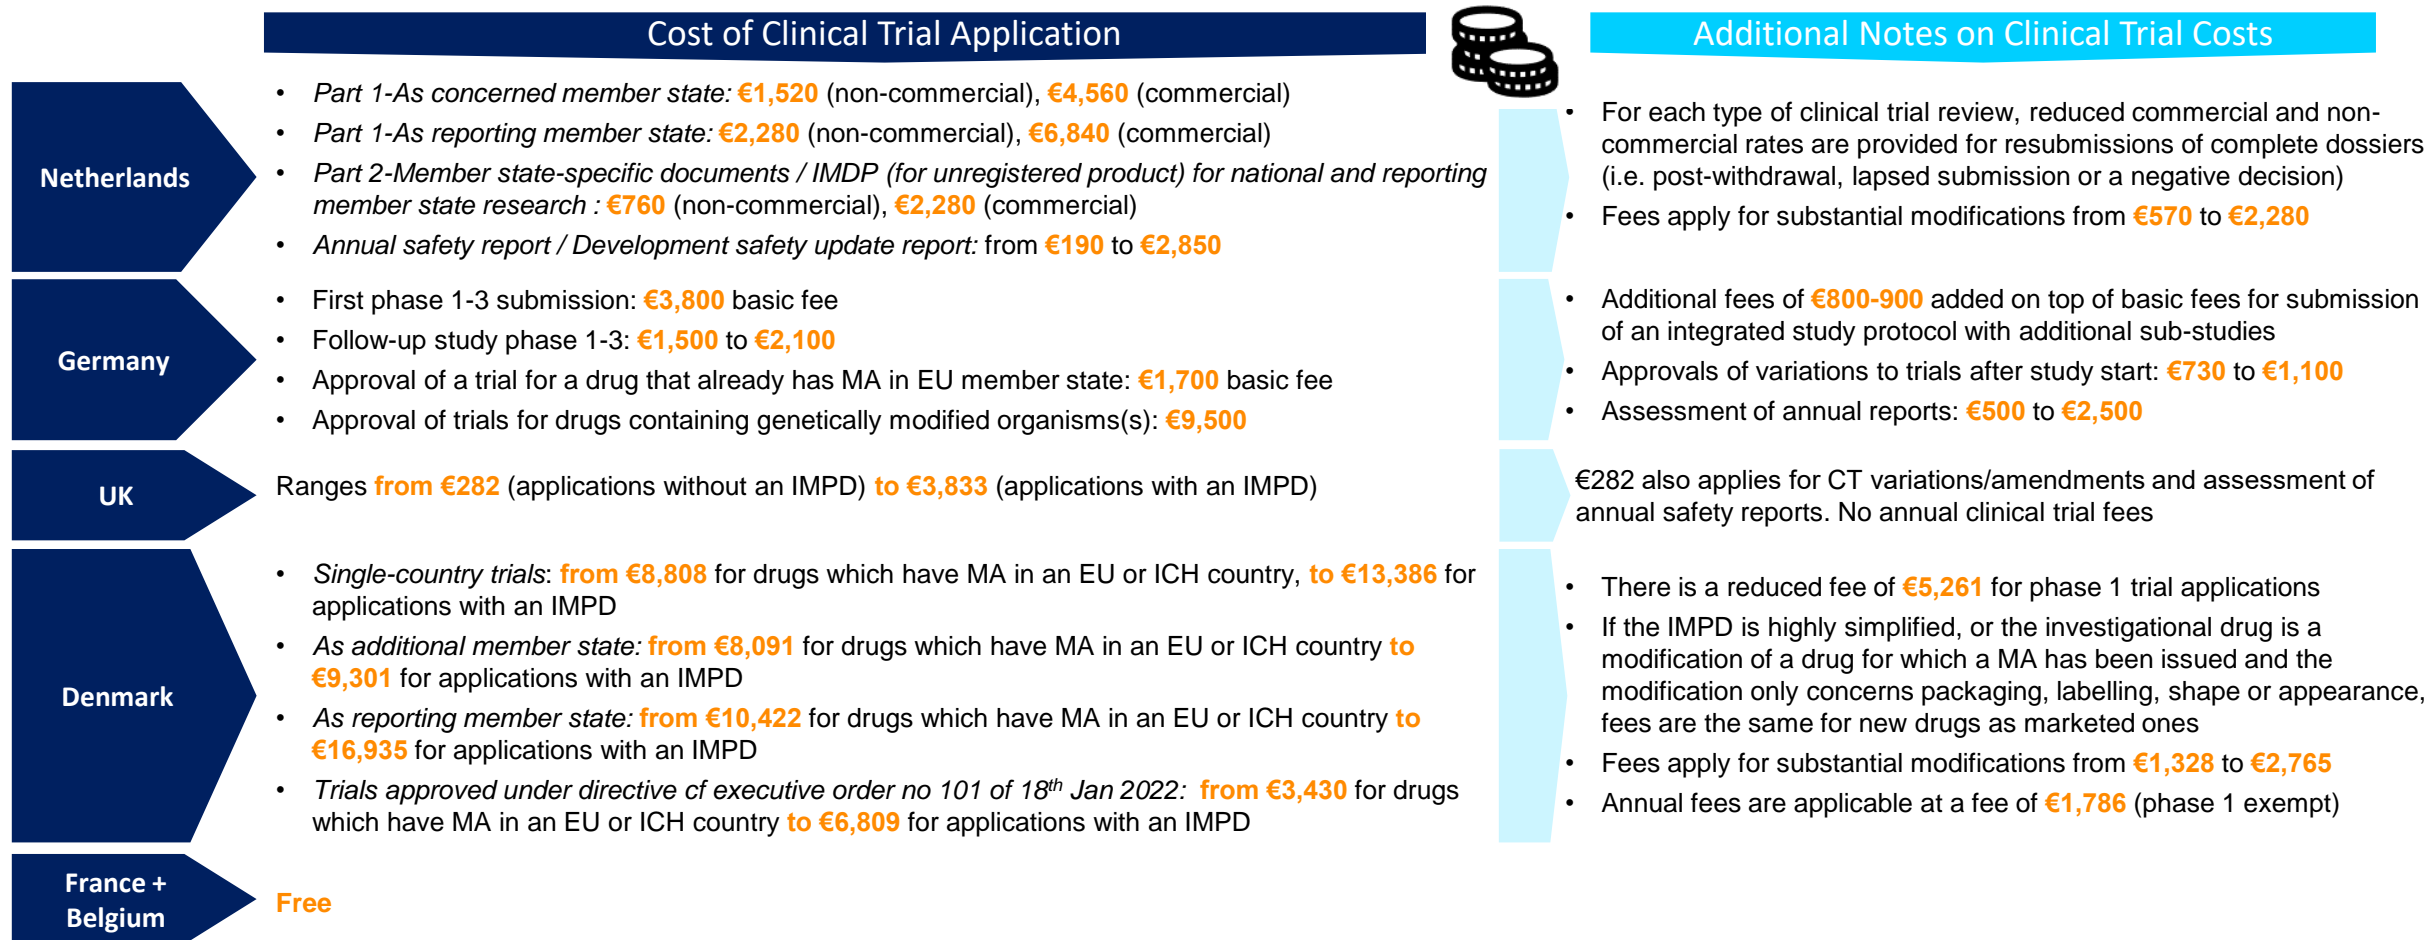 Cost of Clinical Trial Application
Additional Notes on Clinical Trial Costs
Netherlands
• Part 1-As concerned member state: €1,520 (non-commercial), €4,560 (commercial)
• Part 1-As reporting member state: €2,280 (non-commercial), €6,840 (commercial)
• Part 2-Member state-specific documents / IMDP (for unregistered product) for national and reporting
member state research : €760 (non-commercial), €2,280 (commercial)
• Annual safety report / Development safety update report: from €190 to €2,850
• For each type of clinical trial review, reduced commercial and non-
commercial rates are provided for resubmissions of complete dossiers
(i.e. post-withdrawal, lapsed submission or a negative decision)
• Fees apply for substantial modifications from €570 to €2,280
Germany
• First phase 1-3 submission: €3,800 basic fee
• Follow-up study phase 1-3: €1,500 to €2,100
• Approval of a trial for a drug that already has MA in EU member state: €1,700 basic fee
• Approval of trials for drugs containing genetically modified organisms(s): €9,500
• Additional fees of €800-900 added on top of basic fees for submission
of an integrated study protocol with additional sub-studies
• Approvals of variations to trials after study start: €730 to €1,100
• Assessment of annual reports: €500 to €2,500
UK
Ranges from €282 (applications without an IMPD) to €3,833 (applications with an IMPD)
€282 also applies for CT variations/amendments and assessment of
annual safety reports. No annual clinical trial fees
Denmark
• Single-country trials: from €8,808 for drugs which have MA in an EU or ICH country, to €13,386 for
applications with an IMPD
• As additional member state: from €8,091 for drugs which have MA in an EU or ICH country to
€9,301 for applications with an IMPD
• As reporting member state: from €10,422 for drugs which have MA in an EU or ICH country to
€16,935 for applications with an IMPD
• Trials approved under directive cf executive order no 101 of 18th Jan 2022: from €3,430 for drugs
which have MA in an EU or ICH country to €6,809 for applications with an IMPD
• There is a reduced fee of €5,261 for phase 1 trial applications
• If the IMPD is highly simplified, or the investigational drug is a
modification of a drug for which a MA has been issued and the
modification only concerns packaging, labelling, shape or appearance,
fees are the same for new drugs as marketed ones
• Fees apply for substantial modifications from €1,328 to €2,765
• Annual fees are applicable at a fee of €1,786 (phase 1 exempt)
France +
Belgium
Free